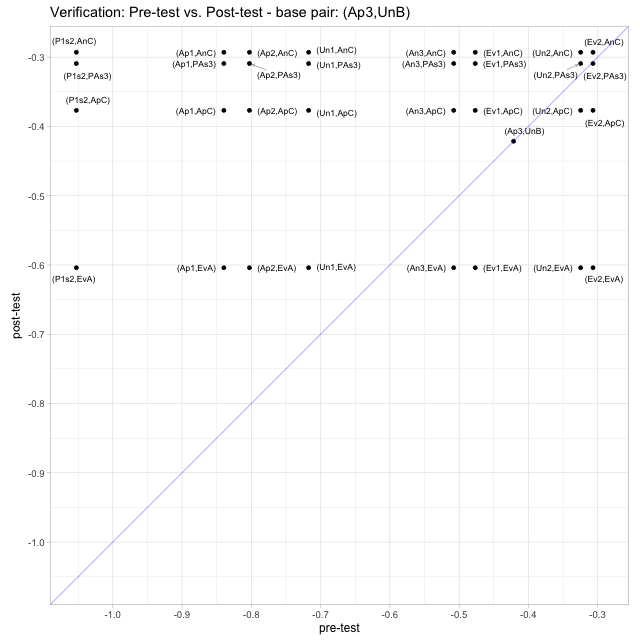 Verification: Pre-test vs. Post-test - base pair: (Ap3,UnB)
(P1s2,AnC)
(Ap1,AnC)
(Ap2,AnC)
(Un1,AnC)
(An3,AnC)
(Ev1,AnC)
(Un2,AnC)
(Ev2,AnC)
(P1s2,PAs3)
(Ap1,PAs3)
(Ap2,PAs3)
(Un1,PAs3)
(An3,PAs3)
(Ev1,PAs3)
(Un2,PAs3)
(Ev2,PAs3)
(P1s2,ApC)
(Ap1,ApC)
(Ap2,ApC)
(Un1,ApC)
(An3,ApC)
(Ev1,ApC)
(Un2,ApC)
(Ev2,ApC)
(Ap3,UnB)
(P1s2,EvA)
(Ap1,EvA)
(Ap2,EvA)
(Un1,EvA)
(An3,EvA)
(Ev1,EvA)
(Un2,EvA)
(Ev2,EvA)
-0.3
-0.4
-0.5
-0.6
-0.7
-0.8
-0.9
-1.0
post-test
-1.0
-0.9
-0.8
-0.7
-0.6
-0.5
-0.4
-0.3
pre-test